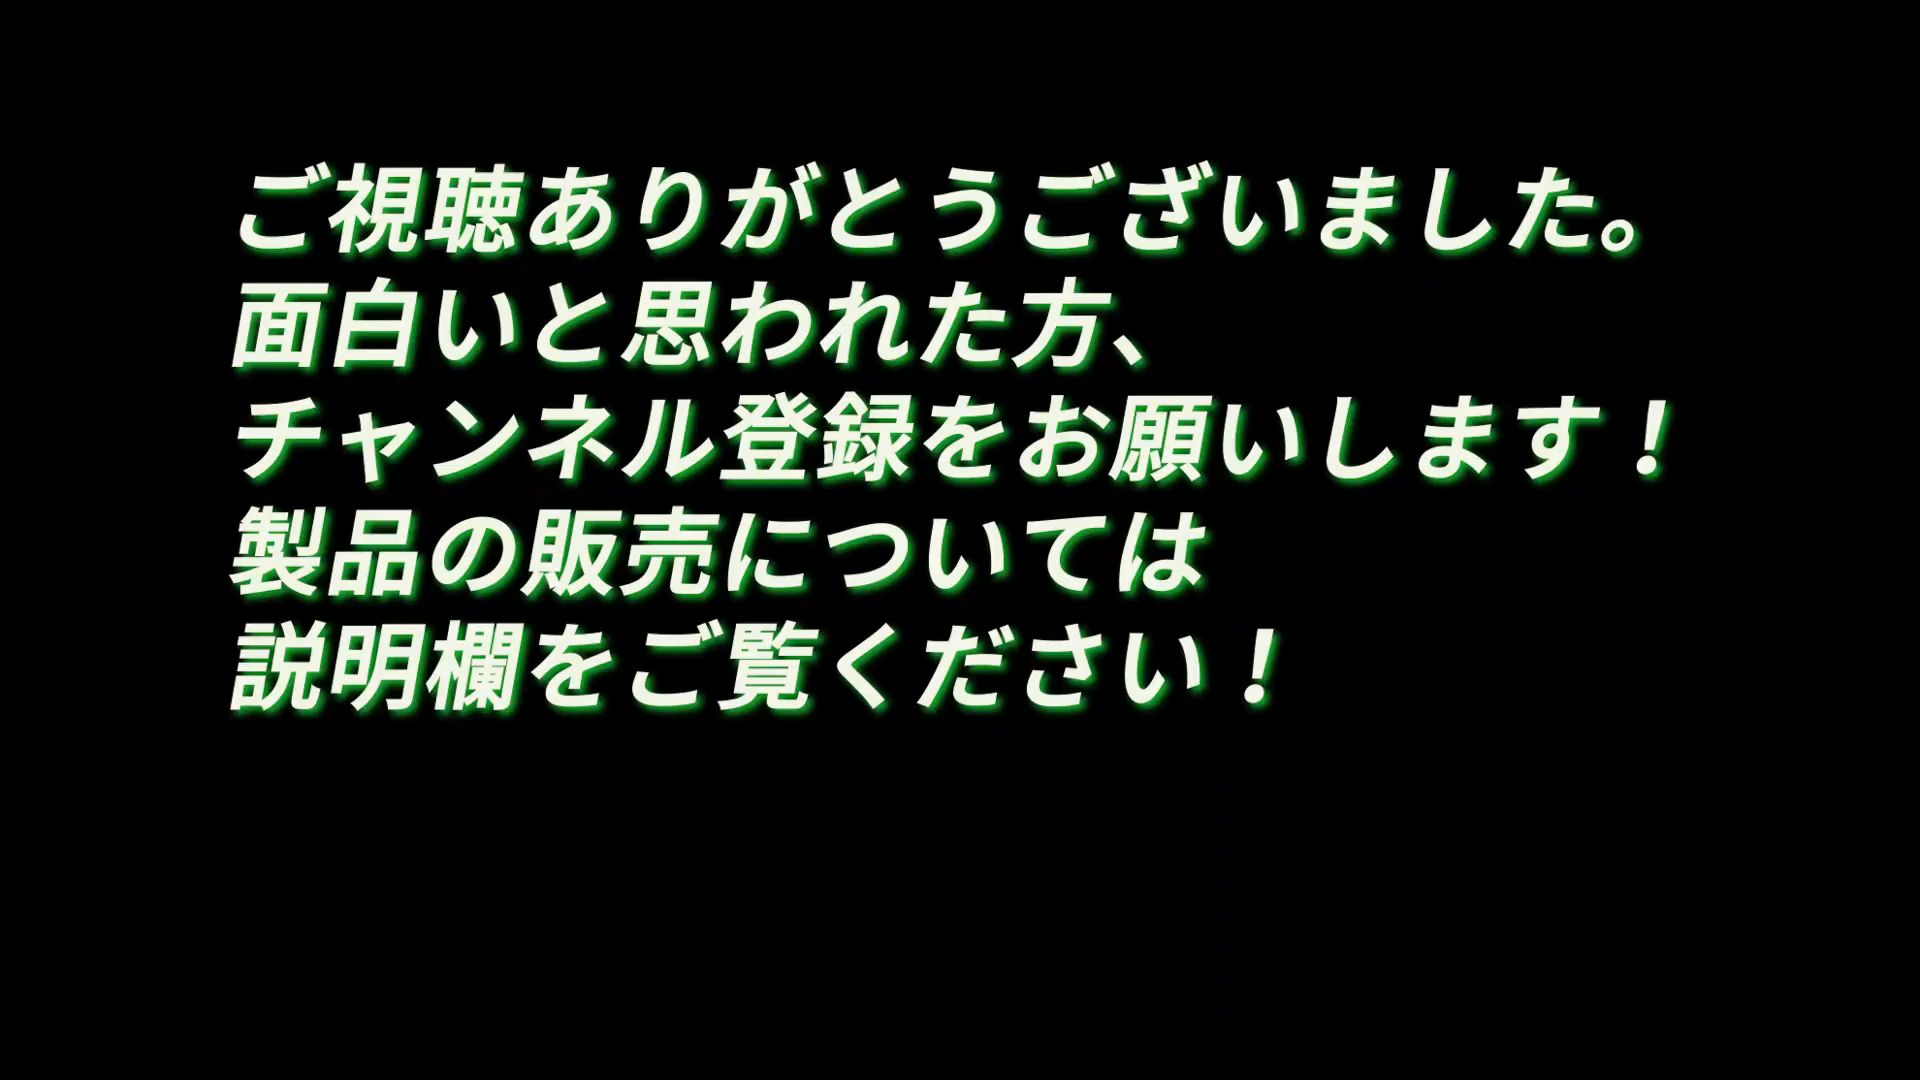 ご視聴ありがとうございました。
面白いと思われた方、
チャンネル登録をお願いします！
製品の販売については
説明欄をご覧ください！